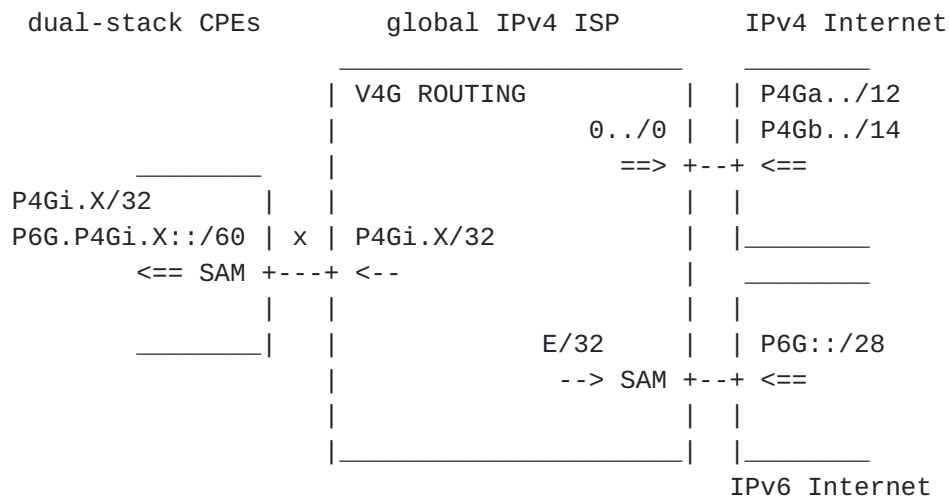 dual-stack CPEs global IPv4 ISP IPv4 Internet
V4G ROUTING P4Ga../12
0../0 P4Gb../14
==> +--+ <==
P4Gi.X/32
P6G.P4Gi.X::/60 | x | P4Gi.X/32
<== SAM +---+ <--
E/32 P6G::/28
--> SAM +--+ <==
IPv6 Internet